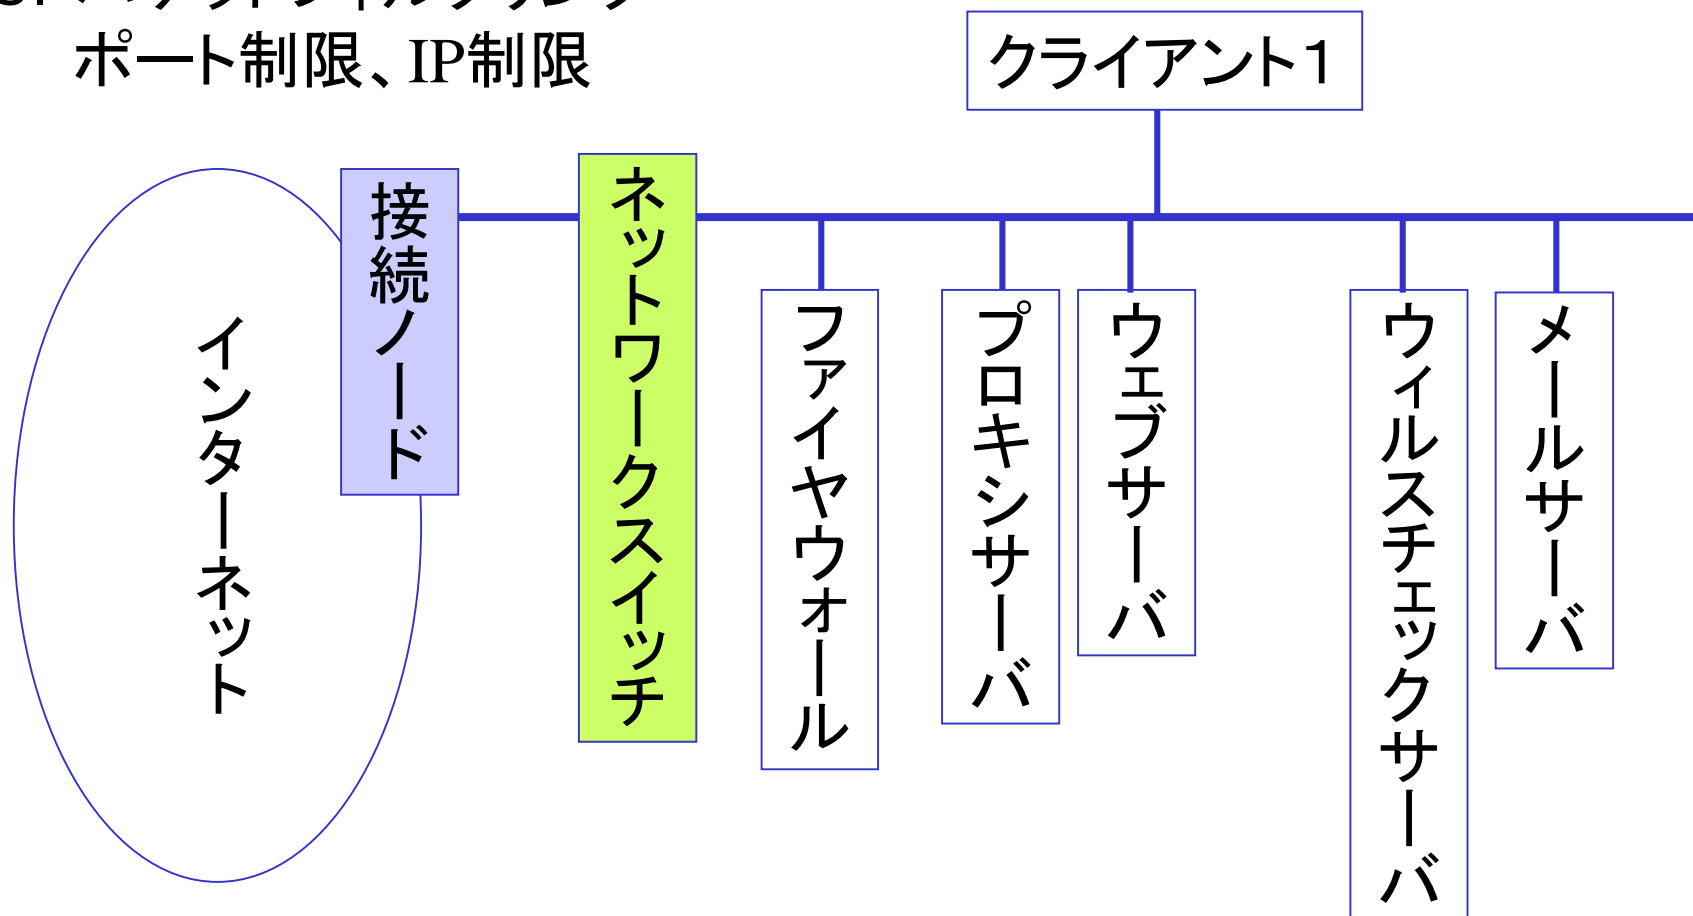 ポート制限、IP制限
クライアント１
接続ノード
ネットワークスイッチ
インターネット
ファイヤウォール
プロキシサーバ
ウェブサーバ
ウィルスチェックサーバ
メールサーバ